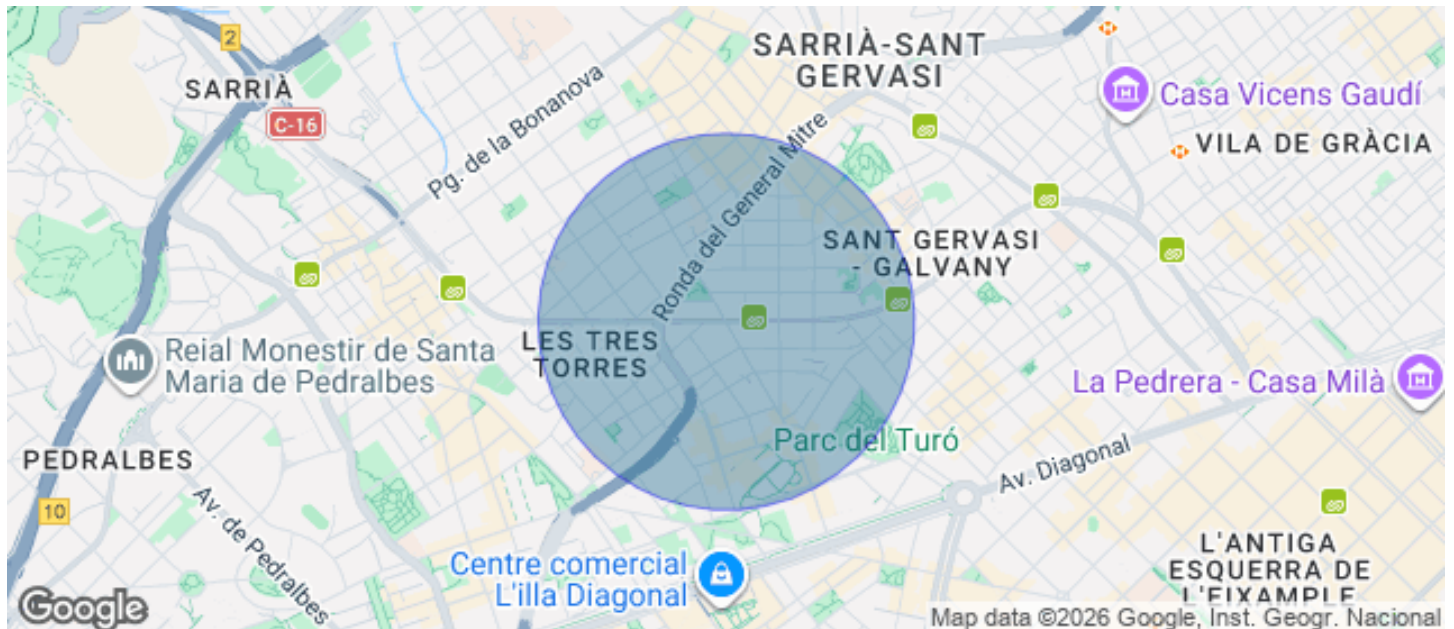 2
SARRIÀ
C-16
Pg. de la Bonanova
SARRIÀ-SANT
GERVASI
Casa Vicens Gaudí
VILA DE GRÀCIA
Ronda del General Mitre
SANT GERVASI
- GALVANY
LES TRES
TORRES
Reial Monestir de Santa
Maria de Pedralbes
La Pedrera - Casa Milà
PEDRALBES
Parc del Turó
Av. Diagonal
10
Av. de Pedralbes
Centre comercial
L'illa Diagonal
L'ANTIGA
ESQUERRA DE
L'EIXAMPLE
Google
Map data ©2026 Google, Inst. Geogr. Nacional